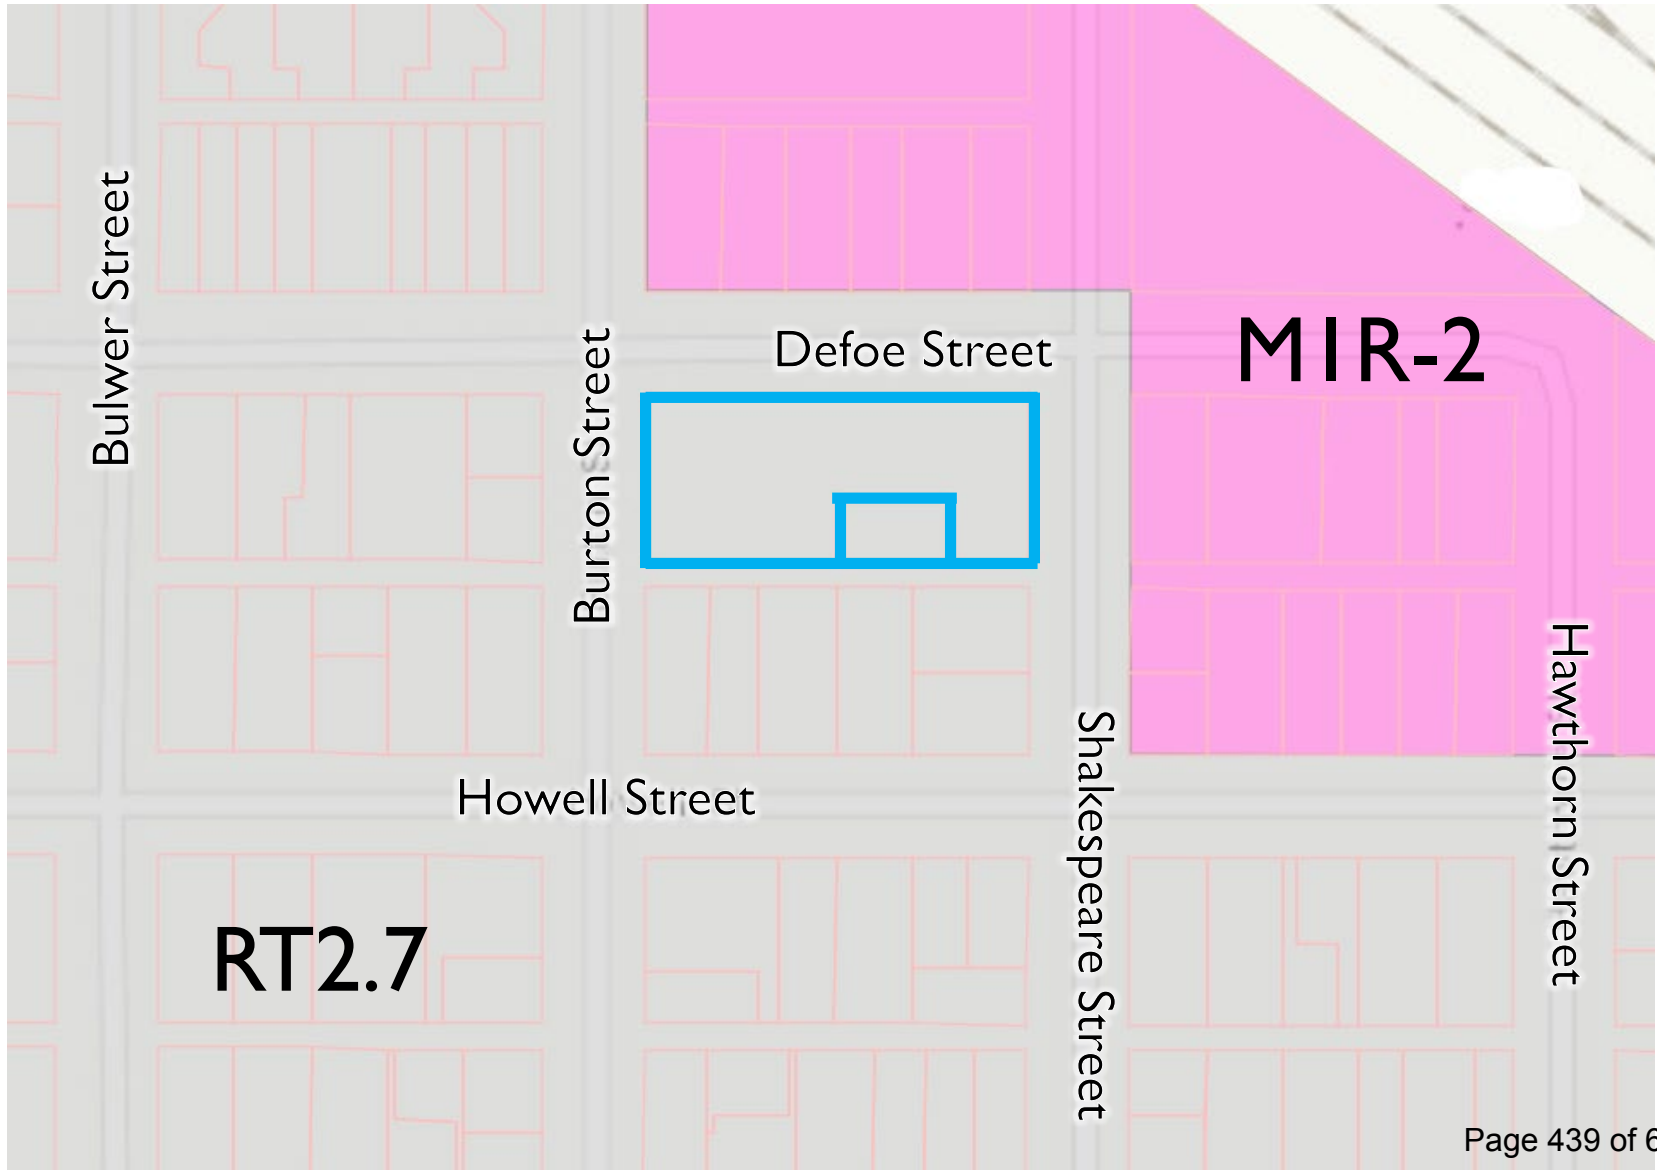 Bulwer Street
Burton Street
Defoe Street
M1R-2
Howell Street
Shakespeare Street
Hawthorn Street
RT2.7
Page 439 of 6